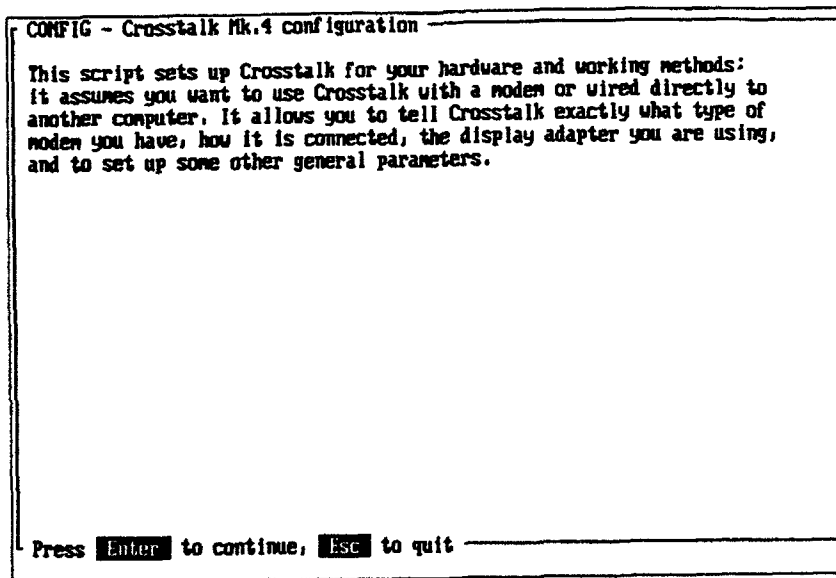 CONFIG - Crosstalk Mk.4 configuration
This script sets up Crosstalk for your hardware and working methods:
it assumes you want to use Crosstalk with a modem or wired directly to
another computer. It allows you to tell Crosstalk exactly what type of
modem you have, how it is connected, the display adapter you are using,
and to set up some other general parameters.
Press Enter to continue, Esc to quit